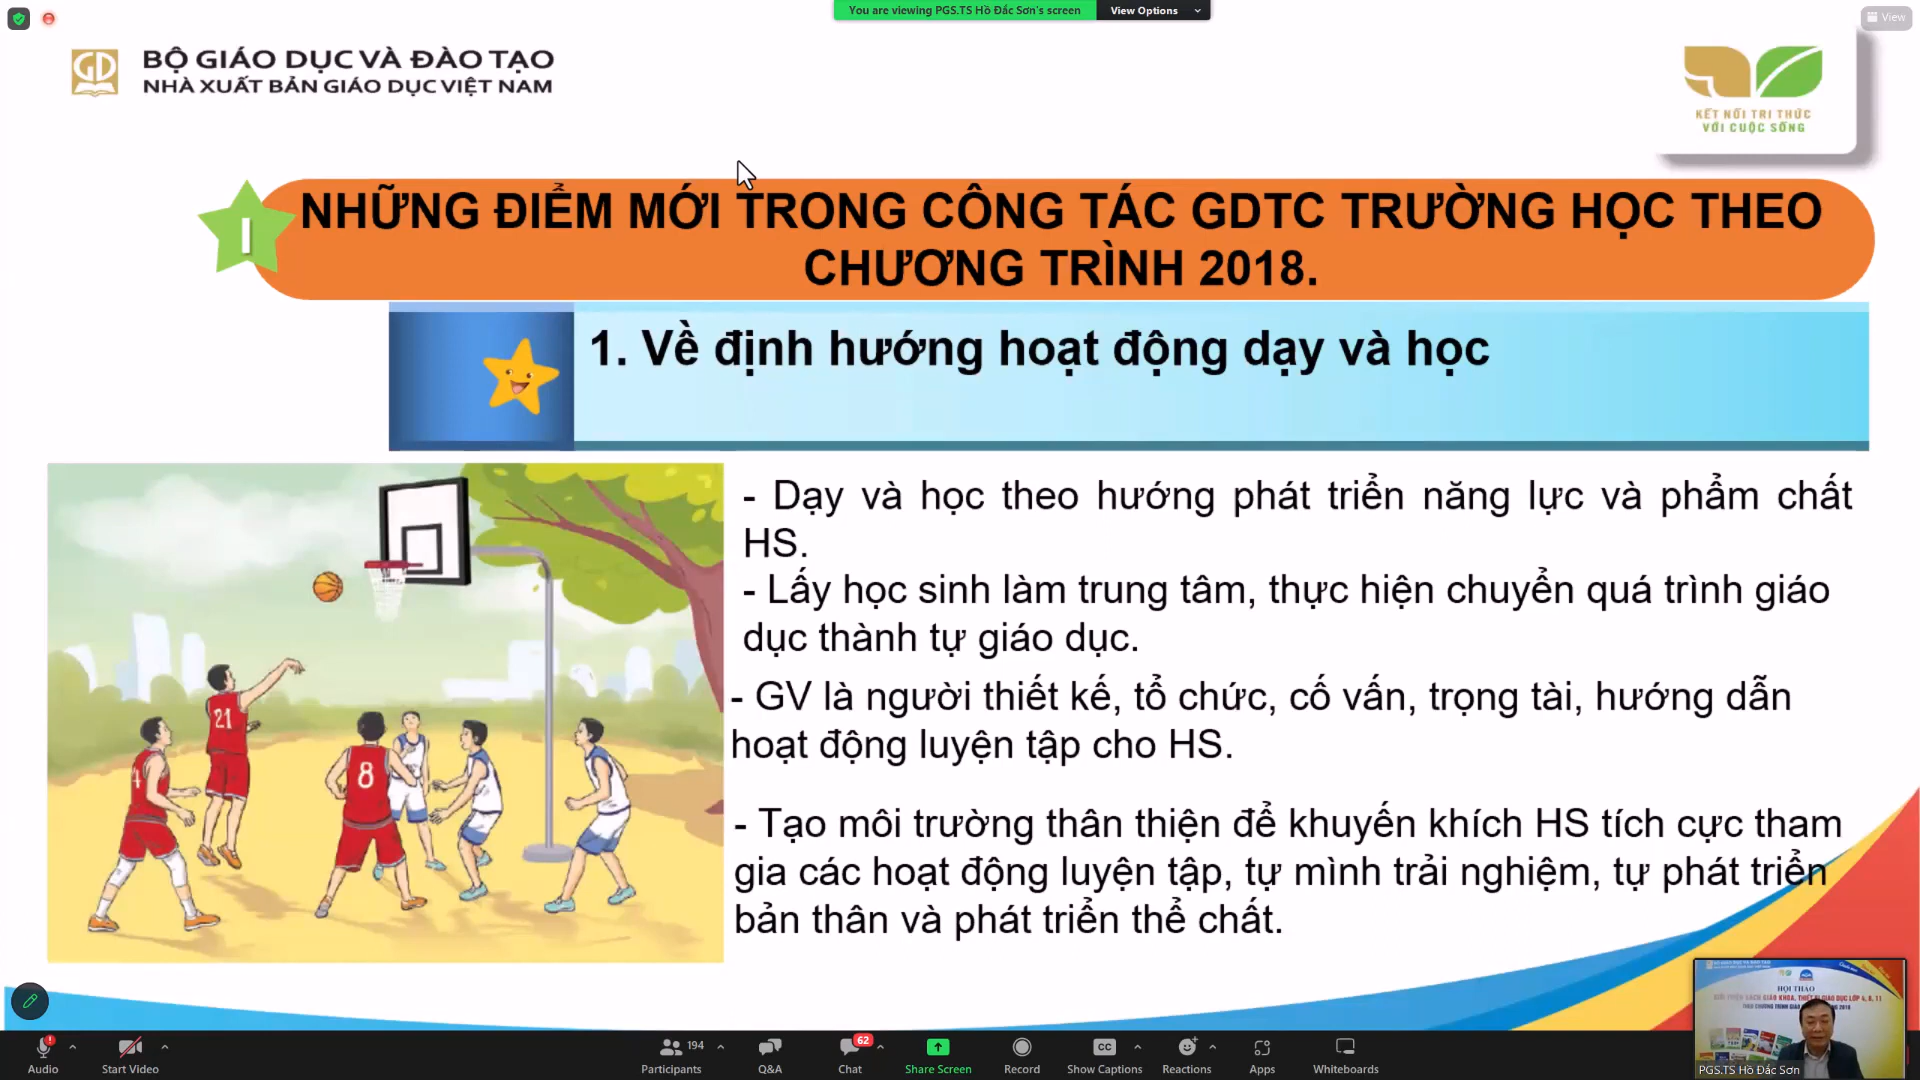 You are viewing PGS.TS Hồ Đắc Sơn's screen
View Options
View
BỘ GIÁO DỤC VÀ ĐÀO TẠO
NHÀ XUẤT BẢN GIÁO DỤC VIỆT NAM
KẾT NỐI TRI THỨC
VỚI CUỘC SỐNG
I
NHỮNG ĐIỂM MỚI TRONG CÔNG TÁC GDTC TRƯỜNG HỌC THEO
CHƯƠNG TRÌNH 2018.
1. Về định hướng hoạt động dạy và học
- Dạy và học theo hướng phát triển năng lực và phẩm chất
HS.
- Lấy học sinh làm trung tâm, thực hiện chuyển quá trình giáo
dục thành tự giáo dục.
- GV là người thiết kế, tổ chức, cố vấn, trọng tài, hướng dẫn
hoạt động luyện tập cho HS.
- Tạo môi trường thân thiện để khuyến khích HS tích cực tham
gia các hoạt động luyện tập, tự mình trải nghiệm, tự phát triển
bản thân và phát triển thể chất.
21
4
8
HỘI THẢO
PGS.TS Hồ Đắc Sơn
Audio
Start Video
194
Participants
Q&A
62
Chat
Share Screen
Record
CC
Show Captions
Reactions
Apps
Whiteboards